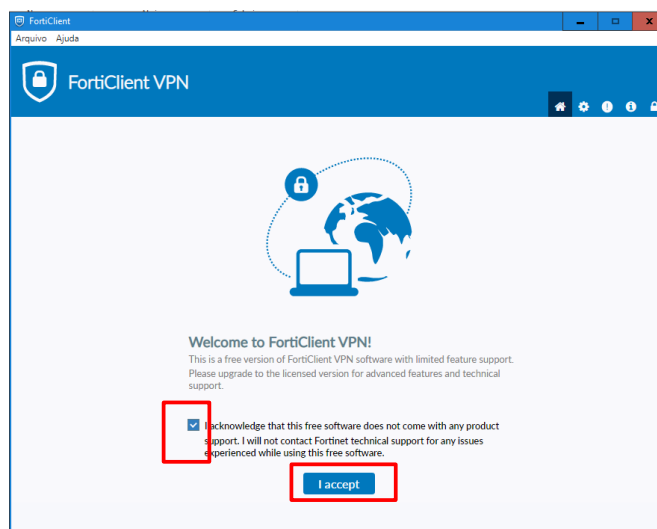 FortiClient
Arquivo Ajuda
FortiClient VPN
Welcome to FortiClient VPN!
This is a free version of FortiClient VPN software with limited feature support.
Please upgrade to the licensed version for advanced features and technical
support.
I acknowledge that this free software does not come with any product
support. I will not contact Fortinet technical support for any issues
experienced while using this free software.
I accept